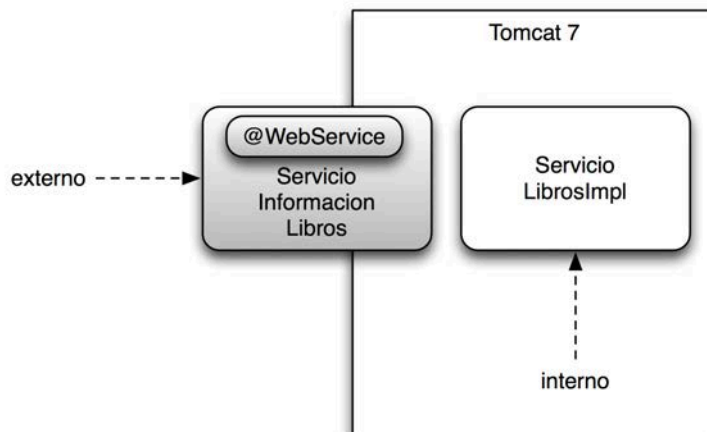 Tomcat 7
@WebService
Servicio
Informacion
Libros
Servicio
LibrosImpl
externo
interno